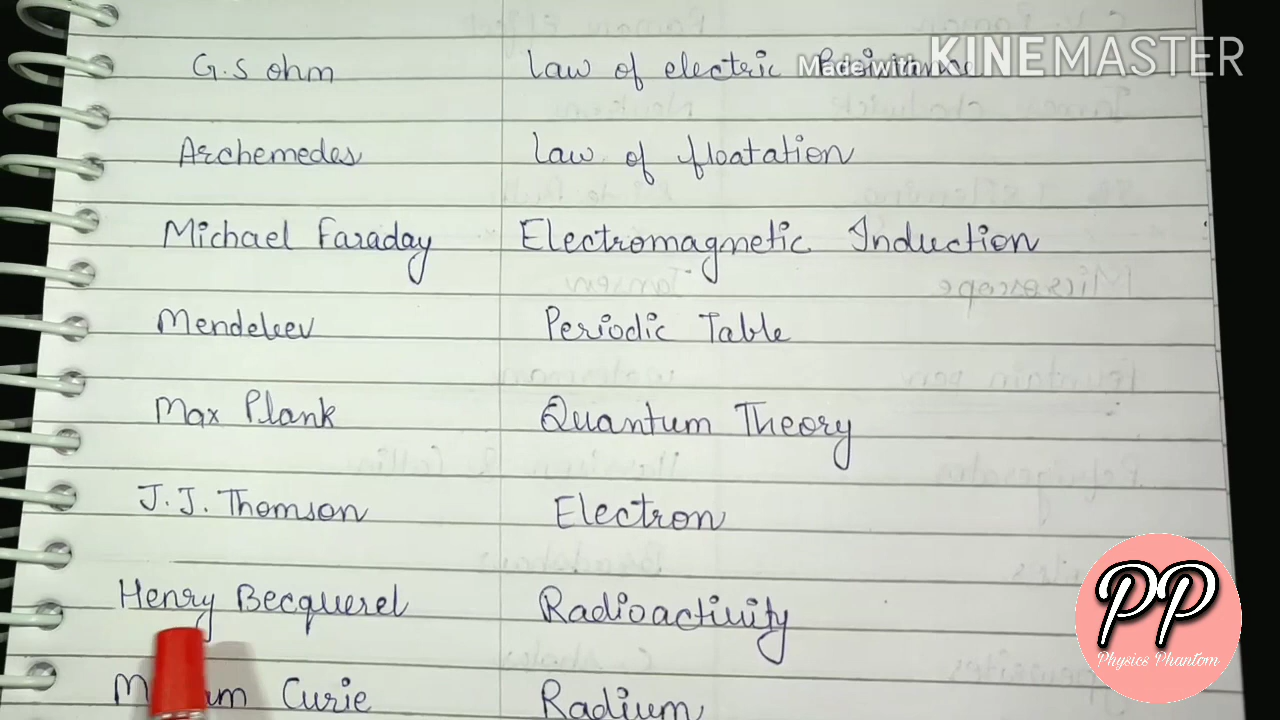 G.S ohm Law of electric Resistance
Made with KINEMASTER
Archemedes Law of floatation
Michael Faraday Electromagnetic Induction
Mendeleev Periodic Table
Max Plank Quantum Theory
J.J. Thomson Electron
Henry Becquerel Radioactivity
Curie Radium
PP
Physics Phantom